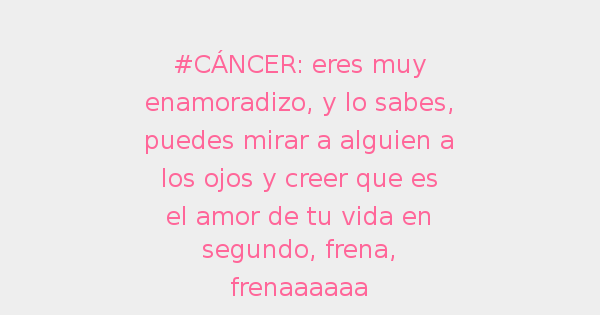 #CÁNCER: eres muy
enamoradizo, y lo sabes,
puedes mirar a alguien a
los ojos y creer que es
el amor de tu vida en
segundo, frena,
frenaaaaaa